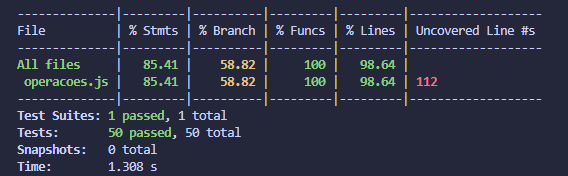 --------------|---------|----------|---------|---------|-------------------
File          | % Stmts | % Branch | % Funcs | % Lines | Uncovered Line #s
--------------|---------|----------|---------|---------|-------------------
All files     |   85.41 |    58.82 |     100 |   98.64 |
 operacoes.js |   85.41 |    58.82 |     100 |   98.64 | 112
--------------|---------|----------|---------|---------|-------------------
Test Suites: 1 passed, 1 total
Tests:       50 passed, 50 total
Snapshots:   0 total
Time:        1.308 s